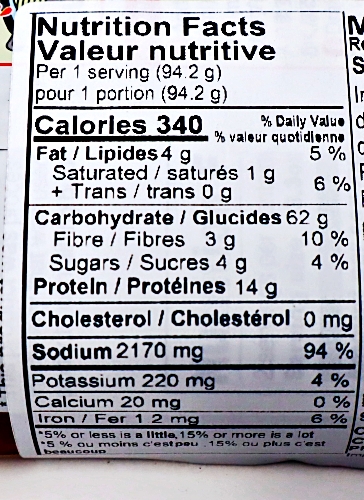 Nutrition Facts
Valeur nutritive
Per 1 serving (94.2 g)
pour 1 portion (94.2 g)
Calories 340
% Daily Value
% valeur quotidienne
Fat / Lipides 4 g 5 %
Saturated / saturés 1 g
+ Trans / trans 0 g 6 %
Carbohydrate / Glucides 62 g
Fibre / Fibres 3 g 10 %
Sugars / Sucres 4 g 4 %
Protein / Protéines 14 g
Cholesterol / Cholestérol 0 mg
Sodium 2170 mg 94 %
Potassium 220 mg 4 %
Calcium 20 mg 0 %
Iron / Fer 1 2 mg 6 %
*5% or less is a little, 15% or more is a lot
*5 % ou moins c'est peu, 15% ou plus c'est
beaucoup